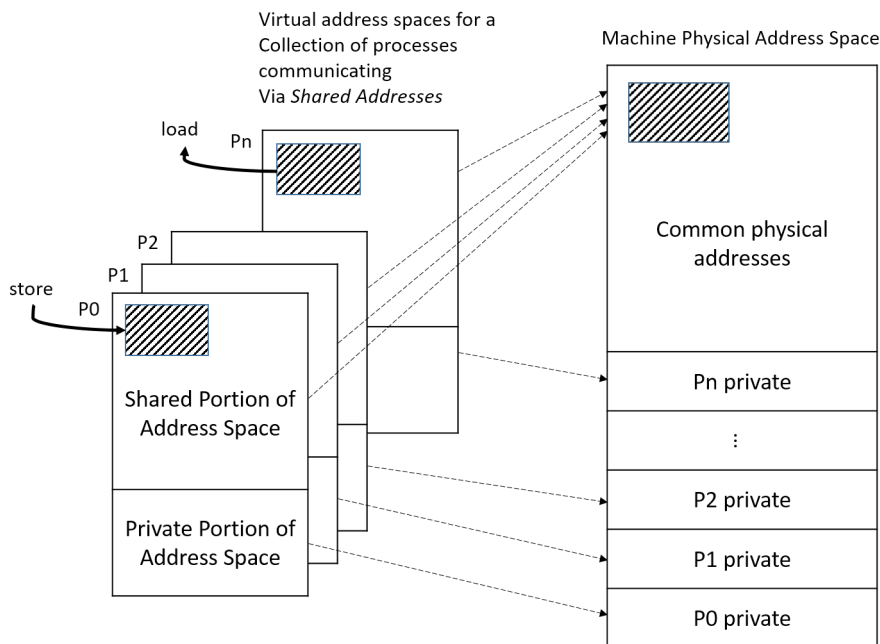 Virtual address spaces for a
Collection of processes
communicating
Via Shared Addresses
Machine Physical Address Space
load
Pn
P2
P1
store
P0
Shared Portion of
Address Space
Private Portion of
Address Space
Common physical
addresses
Pn private
⋮
P2 private
P1 private
P0 private